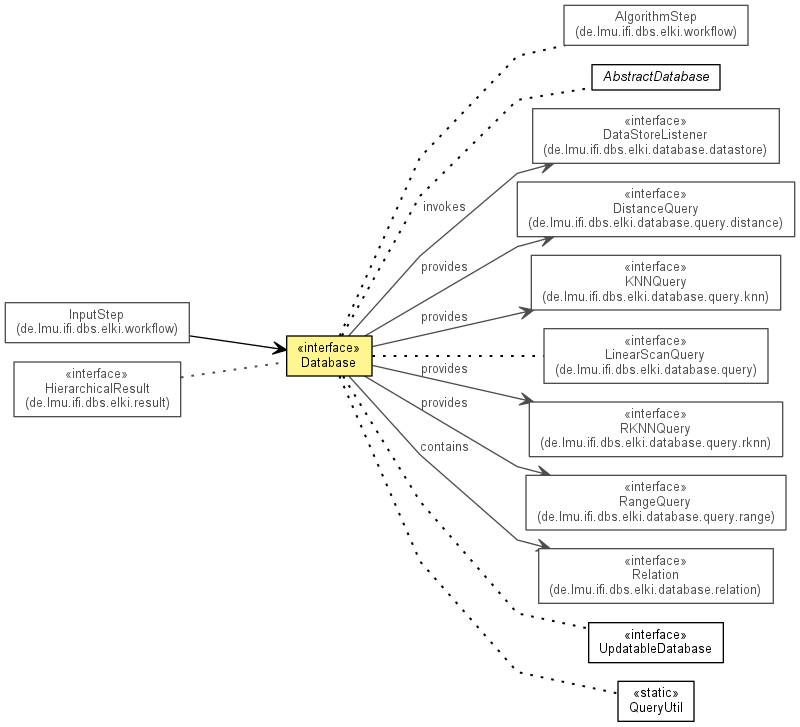 AlgorithmStep
(de.lmu.ifi.dbs.elki.workflow)
AbstractDatabase
«interface»
DataStoreListener
(de.lmu.ifi.dbs.elki.database.datastore)
invokes
«interface»
DistanceQuery
(de.lmu.ifi.dbs.elki.database.query.distance)
provides
«interface»
KNNQuery
(de.lmu.ifi.dbs.elki.database.query.knn)
provides
InputStep
(de.lmu.ifi.dbs.elki.workflow)
«interface»
Database
«interface»
LinearScanQuery
(de.lmu.ifi.dbs.elki.database.query)
«interface»
HierarchicalResult
(de.lmu.ifi.dbs.elki.result)
provides
«interface»
RKNNQuery
(de.lmu.ifi.dbs.elki.database.query.rknn)
provides
«interface»
RangeQuery
(de.lmu.ifi.dbs.elki.database.query.range)
contains
«interface»
Relation
(de.lmu.ifi.dbs.elki.database.relation)
«interface»
UpdatableDatabase
«static»
QueryUtil